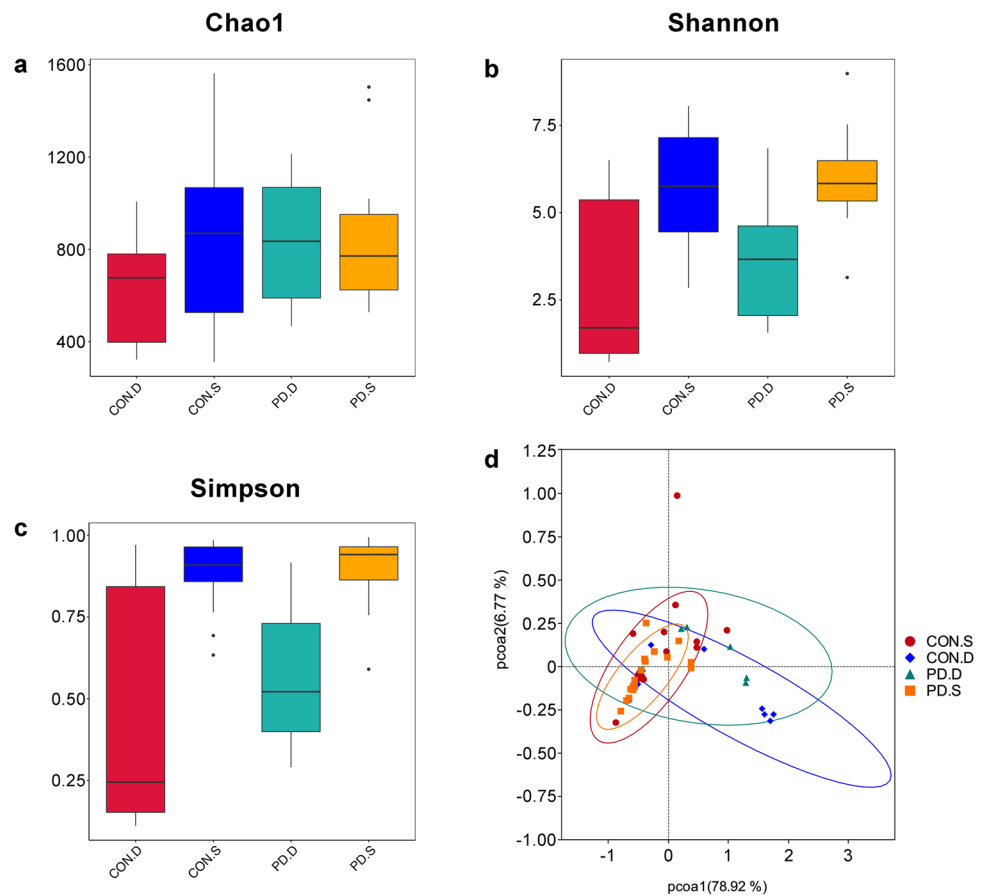 Chao1
a
1600
1200
800
400
CON.D
CON.S
PD.D
PD.S
Shannon
b
7.5
5.0
2.5
CON.D
CON.S
PD.D
PD.S
Simpson
c
1.00
0.75
0.50
0.25
CON.D
CON.S
PD.D
PD.S
d
pcoa2(6.77 %)
1.25
1.00
0.75
0.50
0.25
0
-0.25
-0.50
-0.75
-1.00
-1 0 1 2 3
pcoa1(78.92 %)
CON.S
CON.D
PD.D
PD.S